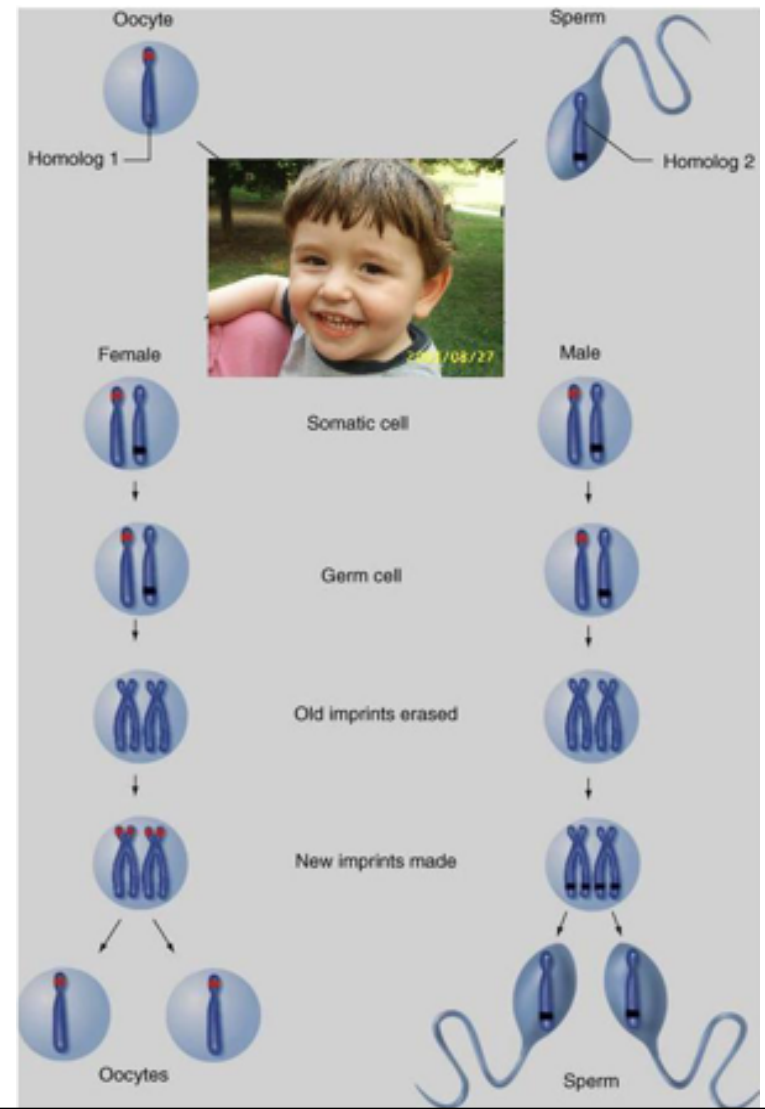 Oocyte
Sperm
Homolog 1
Homolog 2
Female
Male
Somatic cell
Germ cell
Old imprints erased
New imprints made
Oocytes
Sperm